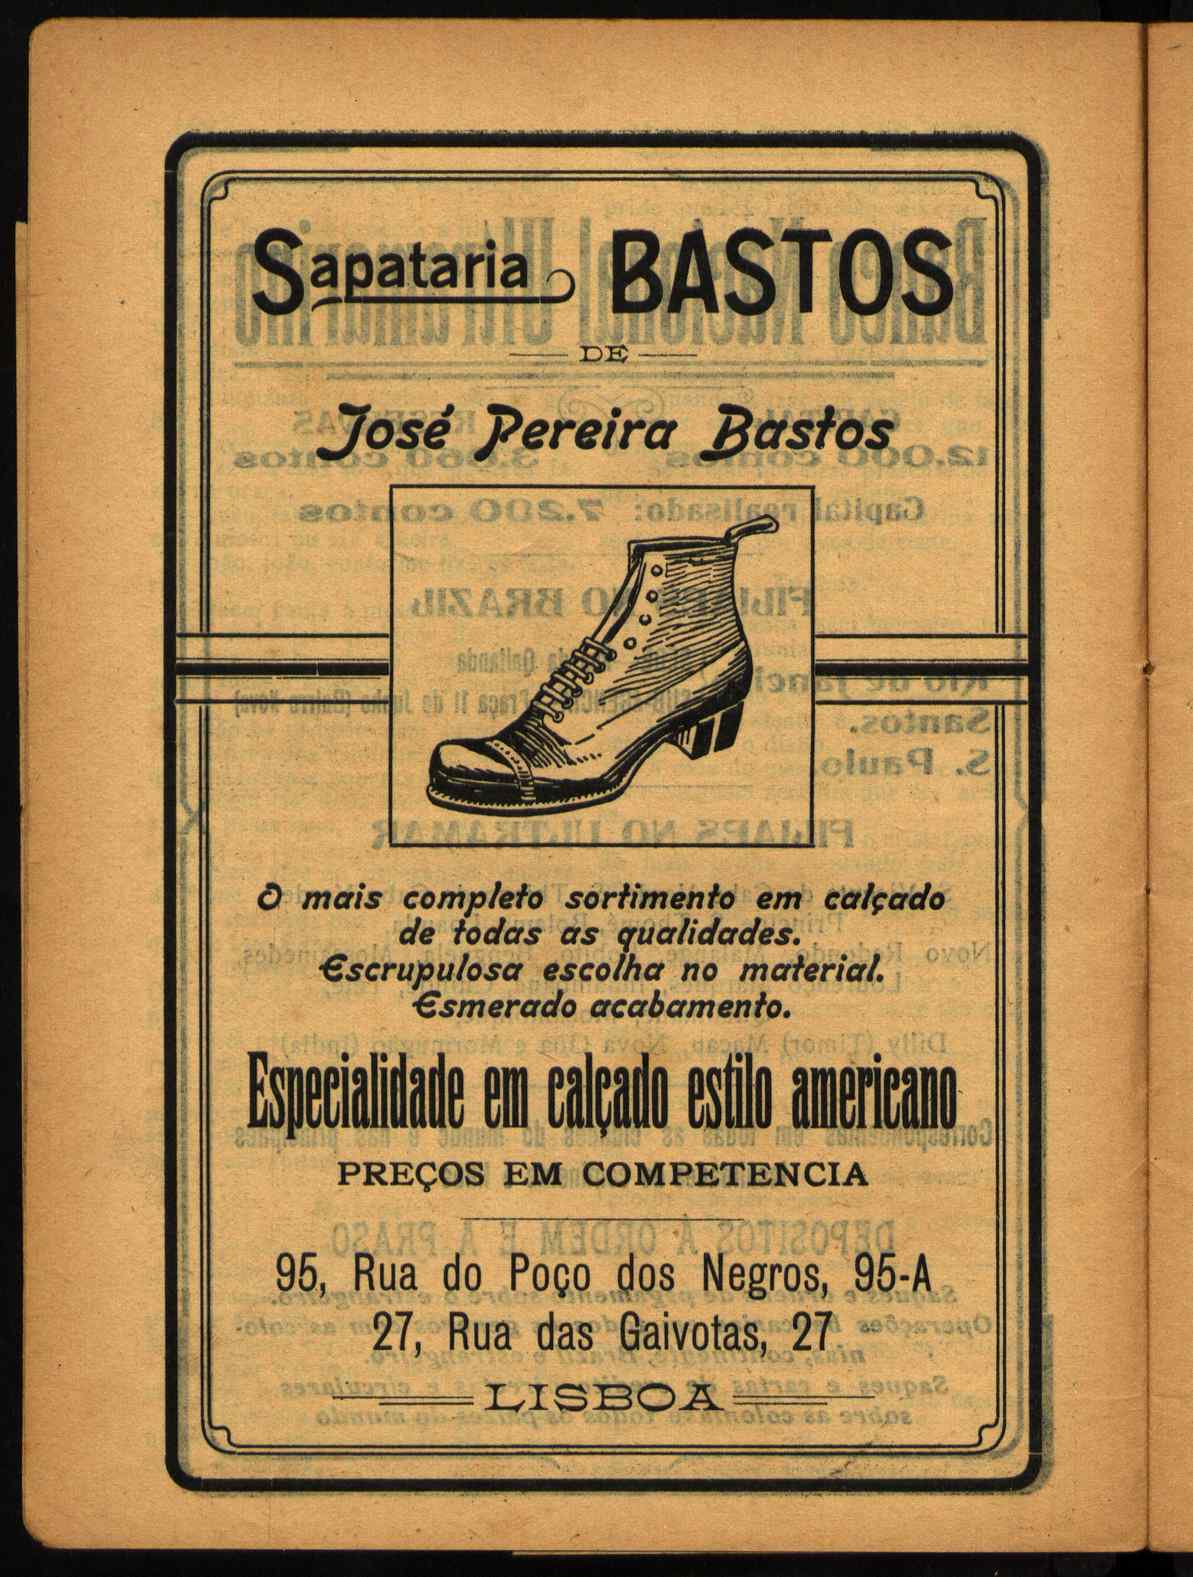 Sapataria BASTOS
DE
José Pereira Bastos
O mais completo sortimento em calçado
de todas as qualidades.
Escrupulosa escolha no material.
Esmerado acabamento.
Especialidade em calçado estilo americano
PREÇOS EM COMPETENCIA
95, Rua do Poço dos Negros, 95-A
27, Rua das Gaivotas, 27
LISBOA